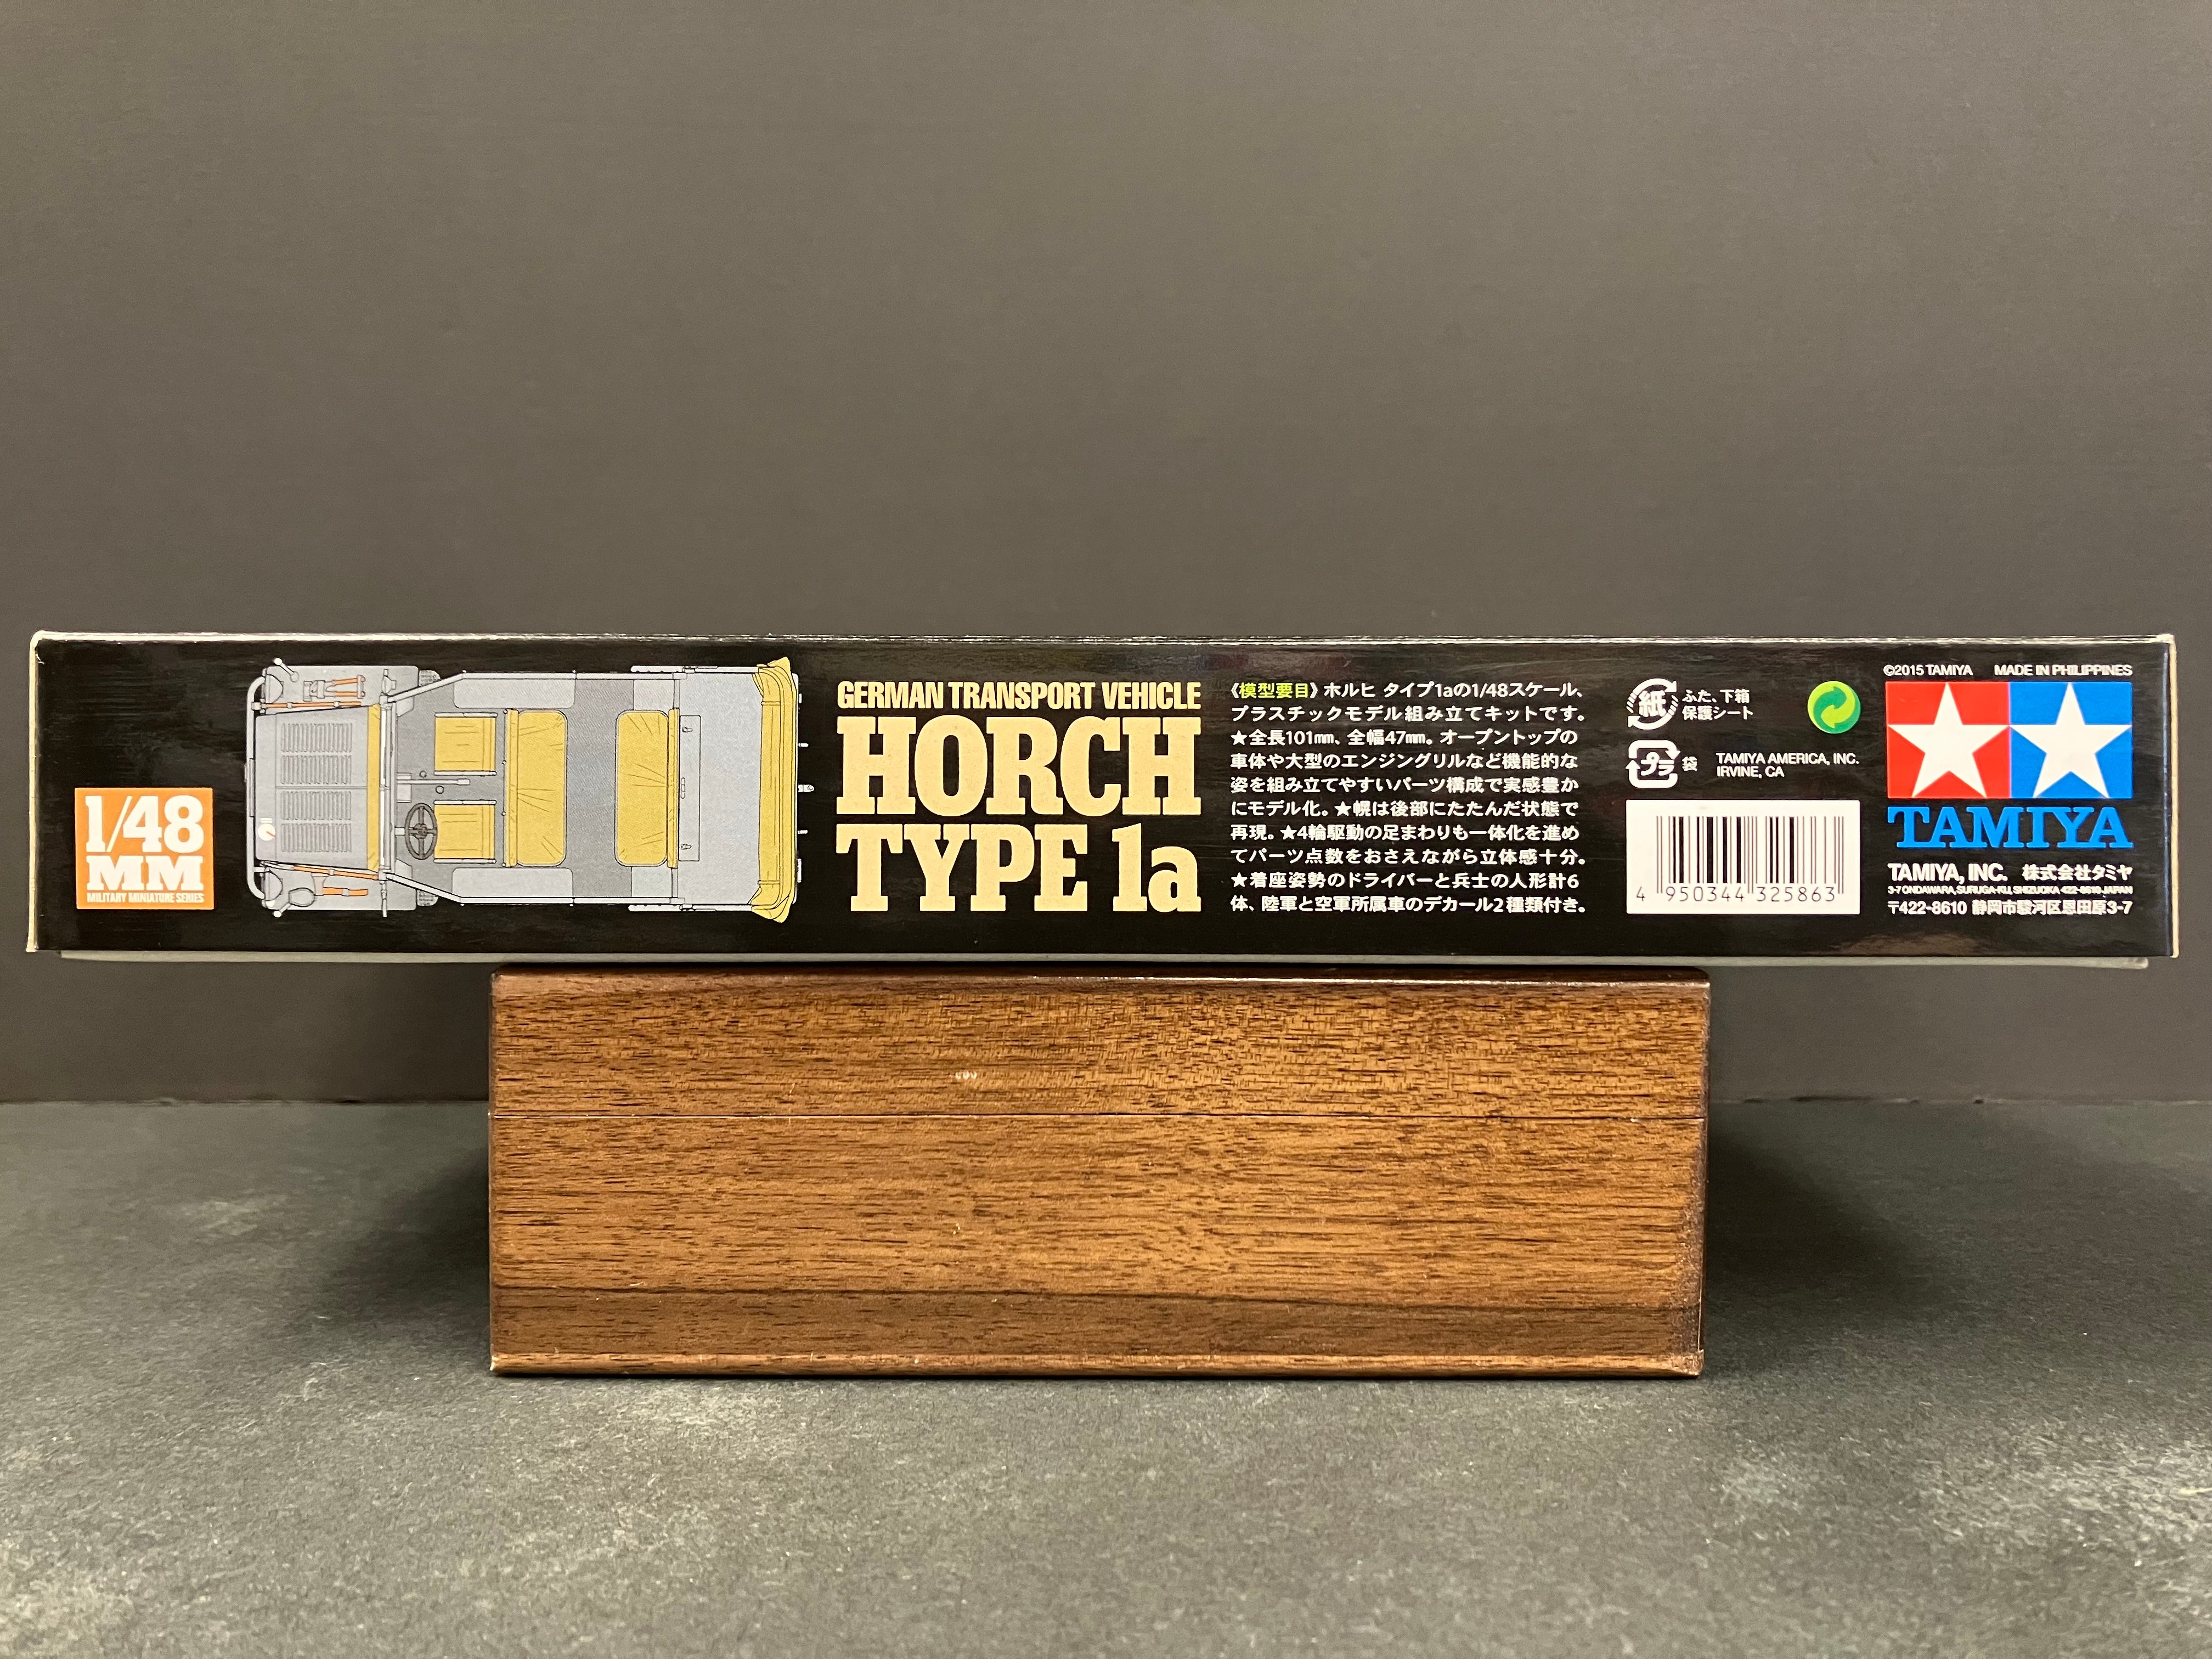 1/48
MM
MILITARY MINIATURE SERIES
GERMAN TRANSPORT VEHICLE
HORCH
TYPE 1a
《模型要目》ホルヒ タイプ1aの1/48スケール、
プラスチックモデル組み立てキットです。
★全長101mm、全幅47mm。オープントップの
車体や大型のエンジングリルなど機能的な
姿を組み立てやすいパーツ構成で実感豊か
にモデル化。★幌は後部にたたんだ状態で
再現。★4輪駆動の足まわりも一体化を進め
てパーツ点数をおさえながら立体感十分。
★着座姿勢のドライバーと兵士の人形計6
体、陸軍と空軍所属車のデカール2種類付き。
紙
ふた、下箱
保護シート
プラ
袋
TAMIYA AMERICA, INC.
IRVINE, CA
4 950344 325863
©2015 TAMIYA MADE IN PHILIPPINES
TAMIYA
TAMIYA, INC. 株式会社タミヤ
3-7 ONDAWARA, SURUGA-KU, SHIZUOKA 422-8610 JAPAN
〒422-8610 静岡市駿河区恩田原3-7